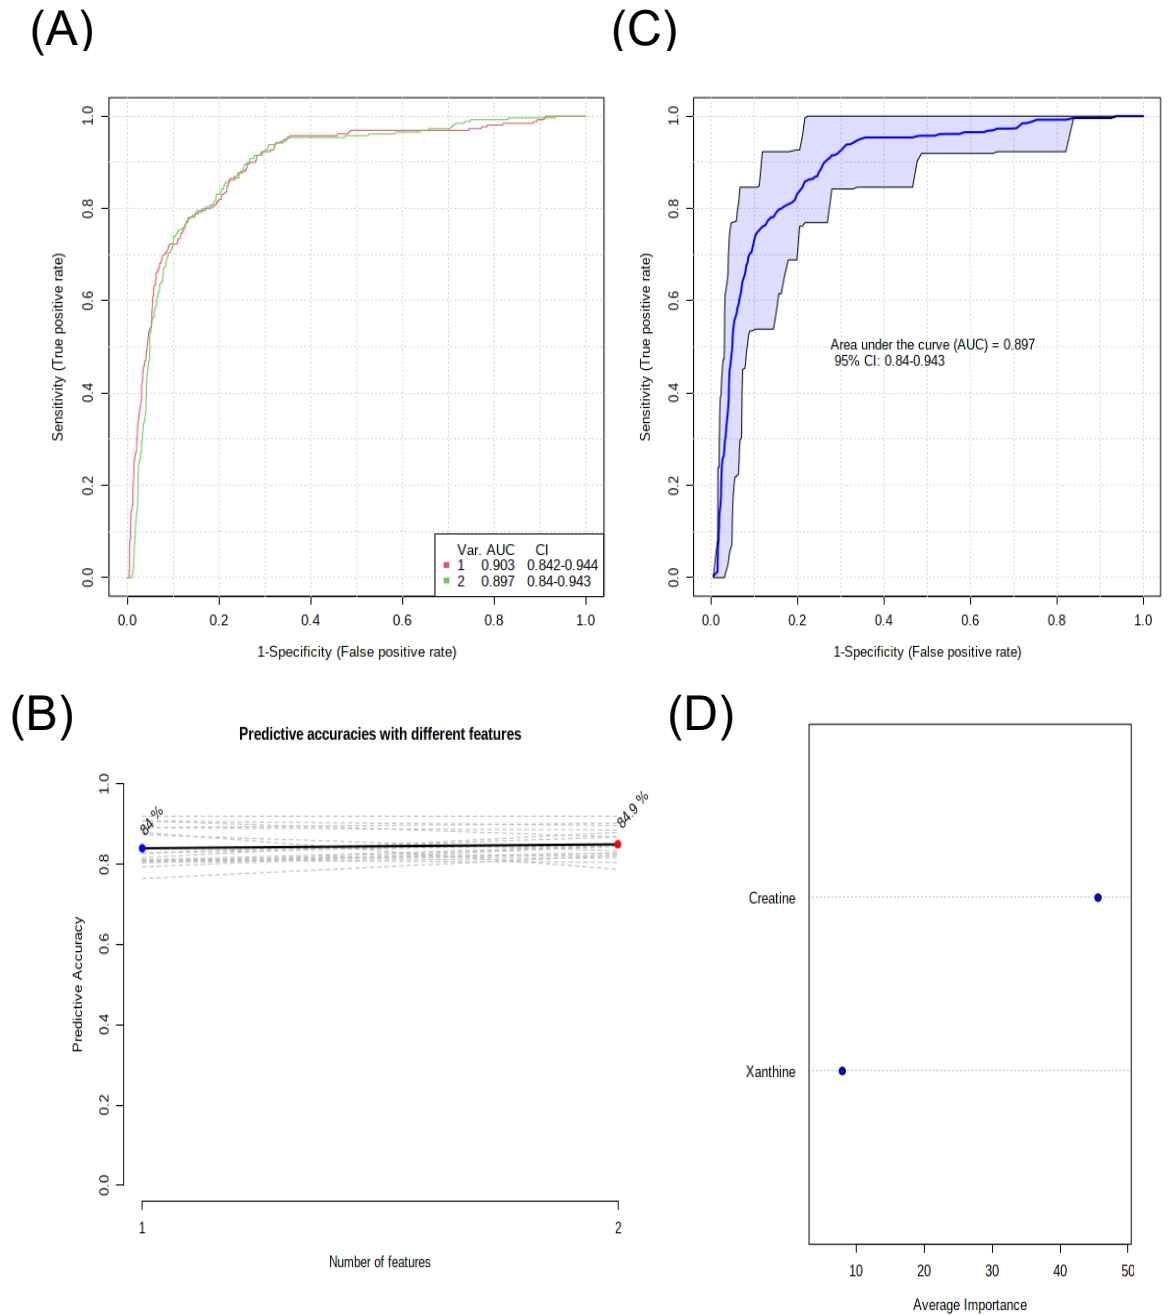 (A)
1.0
0.8
0.6
0.4
0.2
0.0
Sensitivity (True positive rate)
Var. AUC CI
1 0.903 0.842-0.944
2 0.897 0.84-0.943
0.0 0.2 0.4 0.6 0.8 1.0
1-Specificity (False positive rate)
(C)
1.0
0.8
0.6
0.4
0.2
0.0
Sensitivity (True positive rate)
Area under the curve (AUC) = 0.897
95% CI: 0.84-0.943
0.0 0.2 0.4 0.6 0.8 1.0
1-Specificity (False positive rate)
(B)
Predictive accuracies with different features
1.0
0.8
0.6
0.4
0.2
0.0
Predictive Accuracy
84 %
84.9 %
1 2
Number of features
(D)
Creatine
Xanthine
10 20 30 40 50
Average Importance